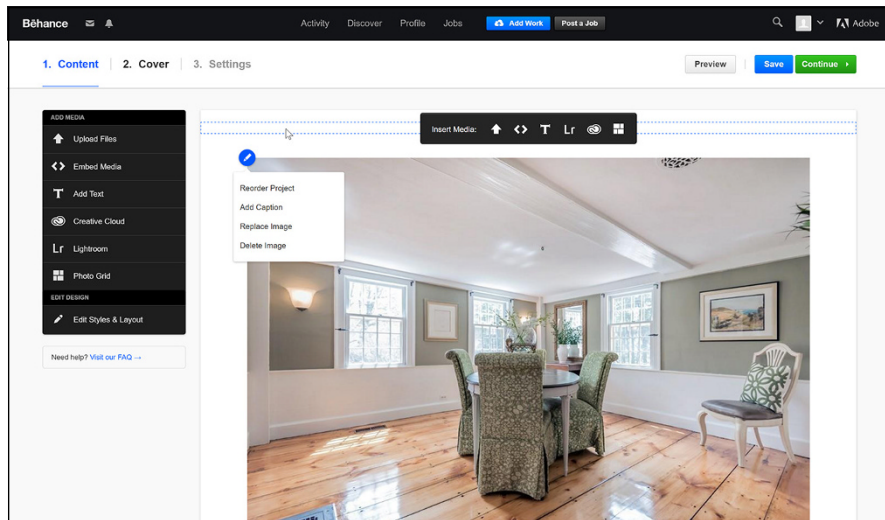 Bēhance
Activity Discover Profile Jobs Add Work Post a Job
Adobe
1. Content 2. Cover 3. Settings
Preview Save Continue
ADD MEDIA
Upload Files
Embed Media
Add Text
Creative Cloud
Lr Lightroom
Photo Grid
EDIT DESIGN
Edit Styles & Layout
Need help? Visit our FAQ →
Insert Media: T Lr
Reorder Project
Add Caption
Replace Image
Delete Image